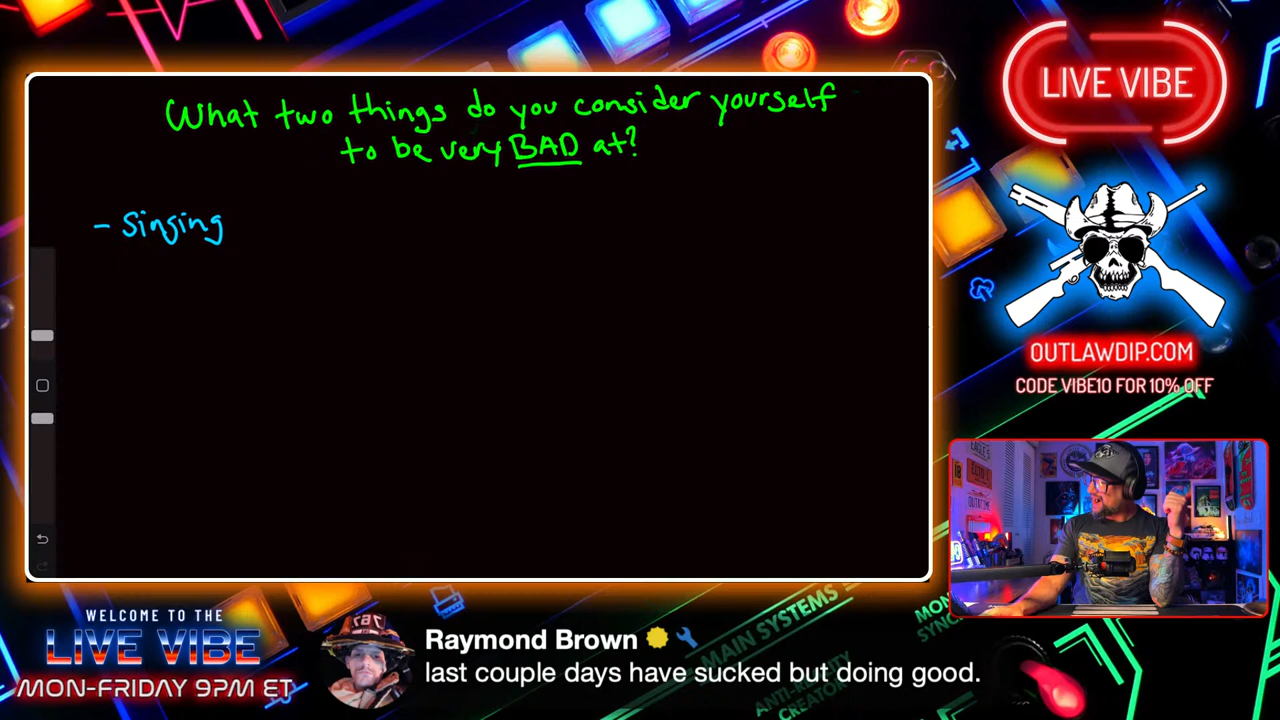 What two things do you consider yourself
to be very BAD at?
- Singing
LIVE VIBE
OUTLAWDIP.COM
CODE VIBE10 FOR 10% OFF
WELCOME TO THE
LIVE VIBE
MON-FRIDAY 9PM ET
Raymond Brown
last couple days have sucked but doing good.
MAIN SYSTEMS